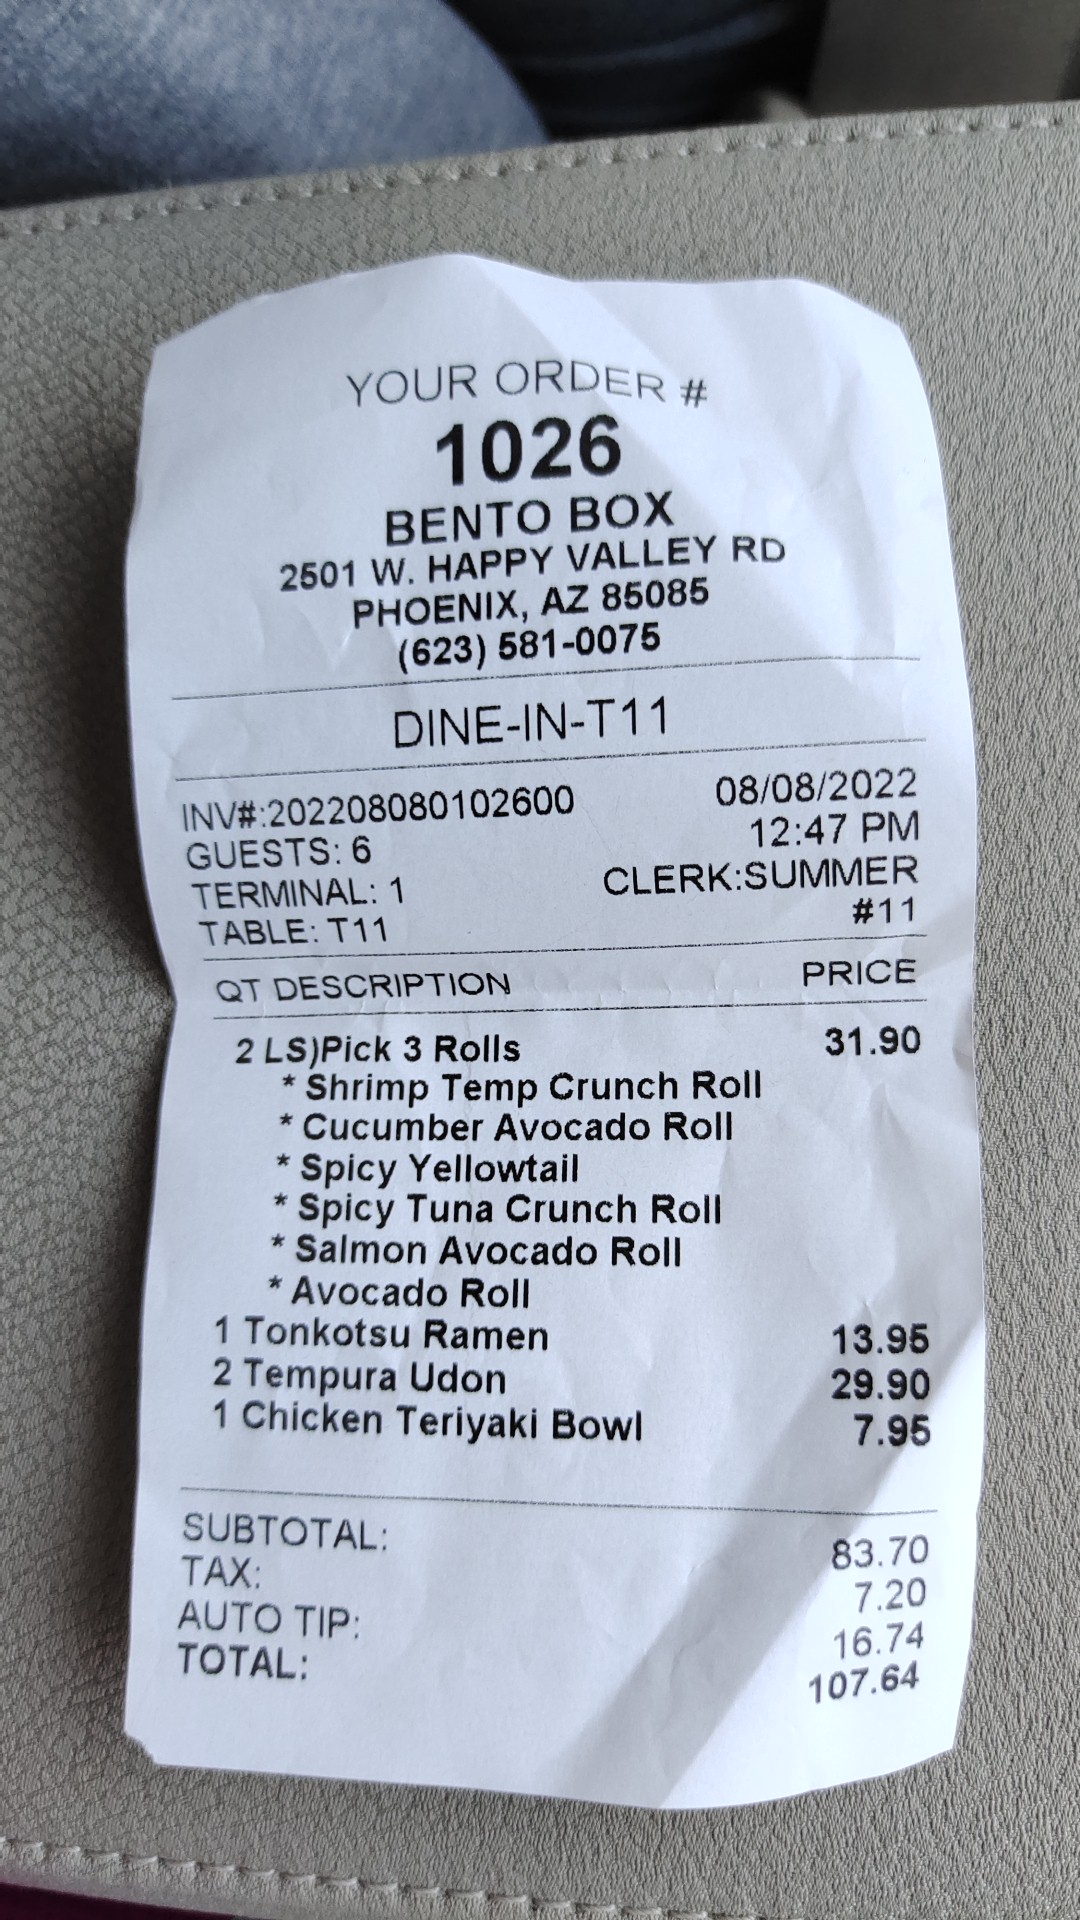 YOUR ORDER #
1026
BENTO BOX
2501 W. HAPPY VALLEY RD
PHOENIX, AZ 85085
(623) 581-0075
DINE-IN-T11
INV#:202208080102600 08/08/2022
GUESTS: 6 12:47 PM
TERMINAL: 1 CLERK:SUMMER
TABLE: T11 #11
QT DESCRIPTION PRICE
2 LS)Pick 3 Rolls 31.90
* Shrimp Temp Crunch Roll
* Cucumber Avocado Roll
* Spicy Yellowtail
* Spicy Tuna Crunch Roll
* Salmon Avocado Roll
* Avocado Roll
1 Tonkotsu Ramen 13.95
2 Tempura Udon 29.90
1 Chicken Teriyaki Bowl 7.95
SUBTOTAL: 83.70
TAX: 7.20
AUTO TIP: 16.74
TOTAL: 107.64